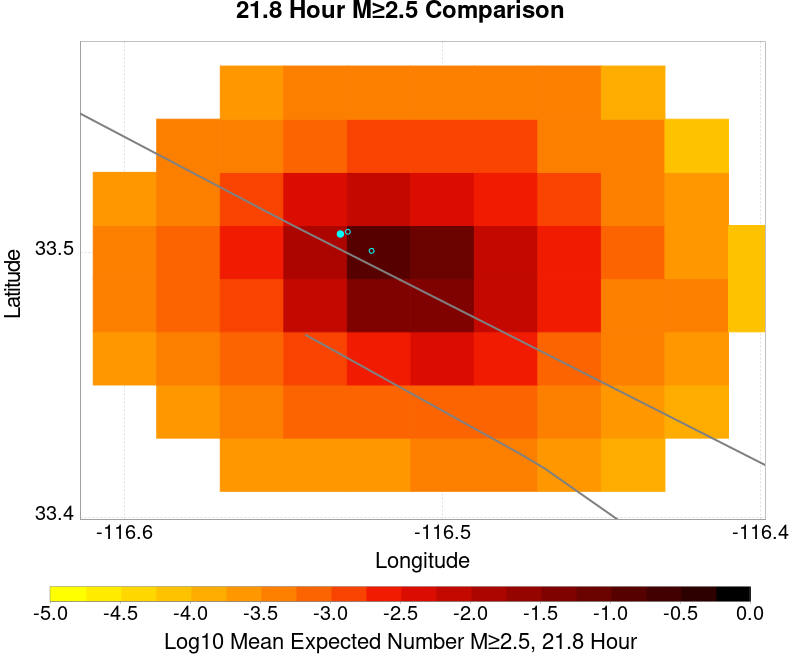 21.8 Hour M≥2.5 Comparison
Latitude
33.5
33.4
-116.6 -116.5 -116.4
Longitude
-5.0 -4.5 -4.0 -3.5 -3.0 -2.5 -2.0 -1.5 -1.0 -0.5 0.0
Log10 Mean Expected Number M≥2.5, 21.8 Hour